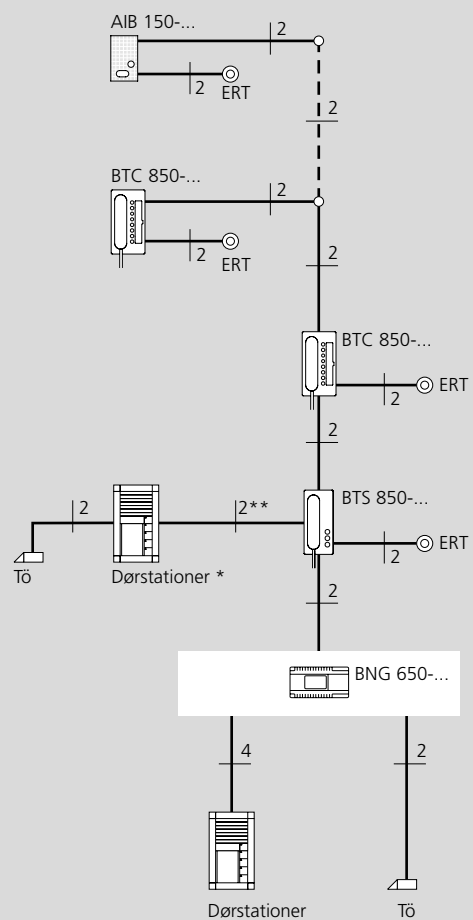 AIB 150-...
2
2
ERT
2
BTC 850-...
2
2
ERT
2
BTC 850-...
ERT
2
2
BTS 850-...
2
2**
ERT
2
Tö
Dørstationer *
2
BNG 650-...
4
2
Dørstationer
Tö